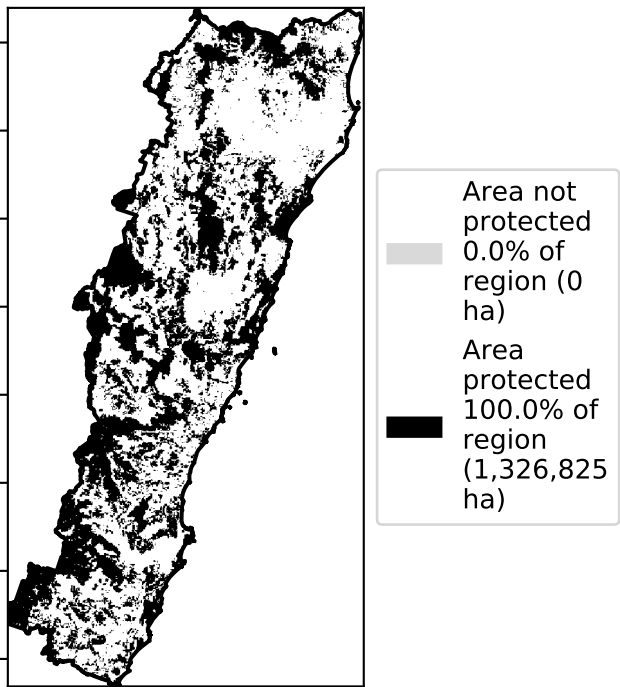 Area not
protected
0.0% of
region (0
ha)
Area
protected
100.0% of
region
(1,326,825
ha)